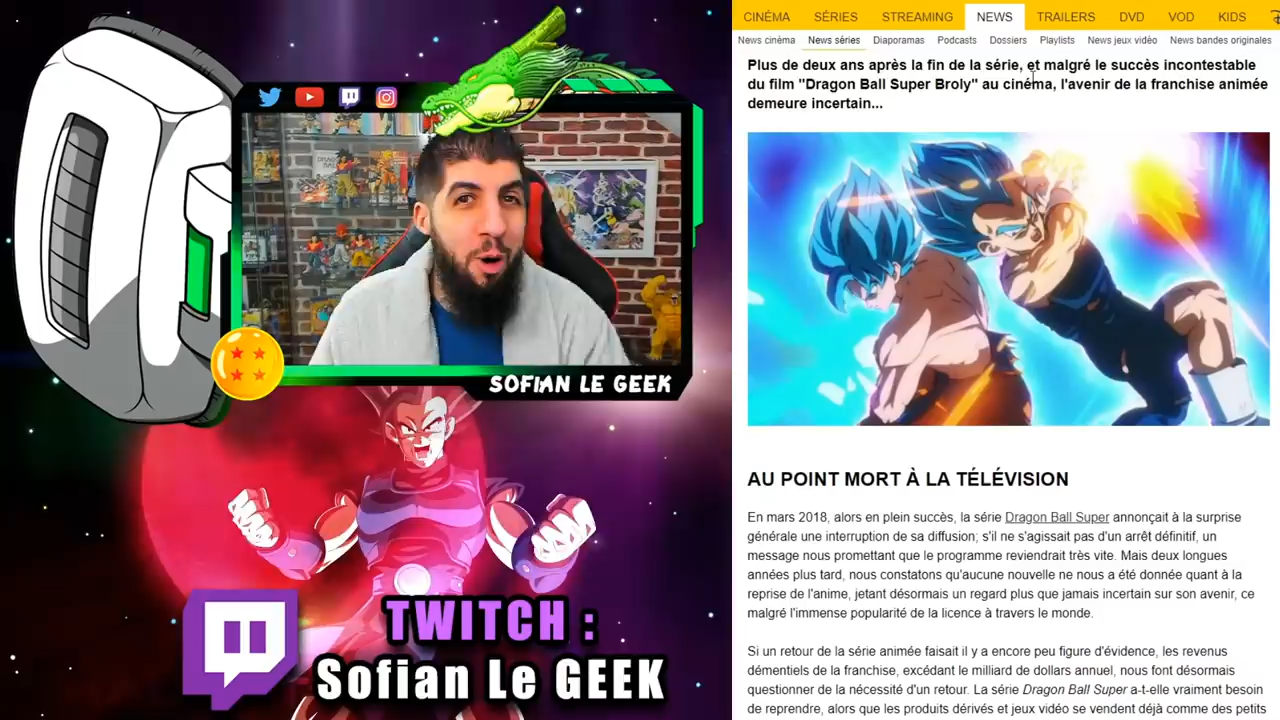 SOFIAN LE GEEK
TWITCH :
Sofian Le GEEK
CINÉMA SÉRIES STREAMING NEWS TRAILERS DVD VOD KIDS
News cinéma News séries Diaporamas Podcasts Dossiers Playlists News jeux vidéo News bandes originales
Plus de deux ans après la fin de la série, et malgré le succès incontestable
du film "Dragon Ball Super Broly" au cinéma, l'avenir de la franchise animée
demeure incertain...
AU POINT MORT À LA TÉLÉVISION
En mars 2018, alors en plein succès, la série Dragon Ball Super annonçait à la surprise
générale une interruption de sa diffusion; s'il ne s'agissait pas d'un arrêt définitif, un
message nous promettant que le programme reviendrait très vite. Mais deux longues
années plus tard, nous constatons qu'aucune nouvelle ne nous a été donnée quant à la
reprise de l'anime, jetant désormais un regard plus que jamais incertain sur son avenir, ce
malgré l'immense popularité de la licence à travers le monde.
Si un retour de la série animée faisait il y a encore peu figure d'évidence, les revenus
démentiels de la franchise, excédant le milliard de dollars annuel, nous font désormais
questionner de la nécessité d'un retour. La série Dragon Ball Super a-t-elle vraiment besoin
de reprendre, alors que les produits dérivés et jeux vidéo se vendent déjà comme des petits